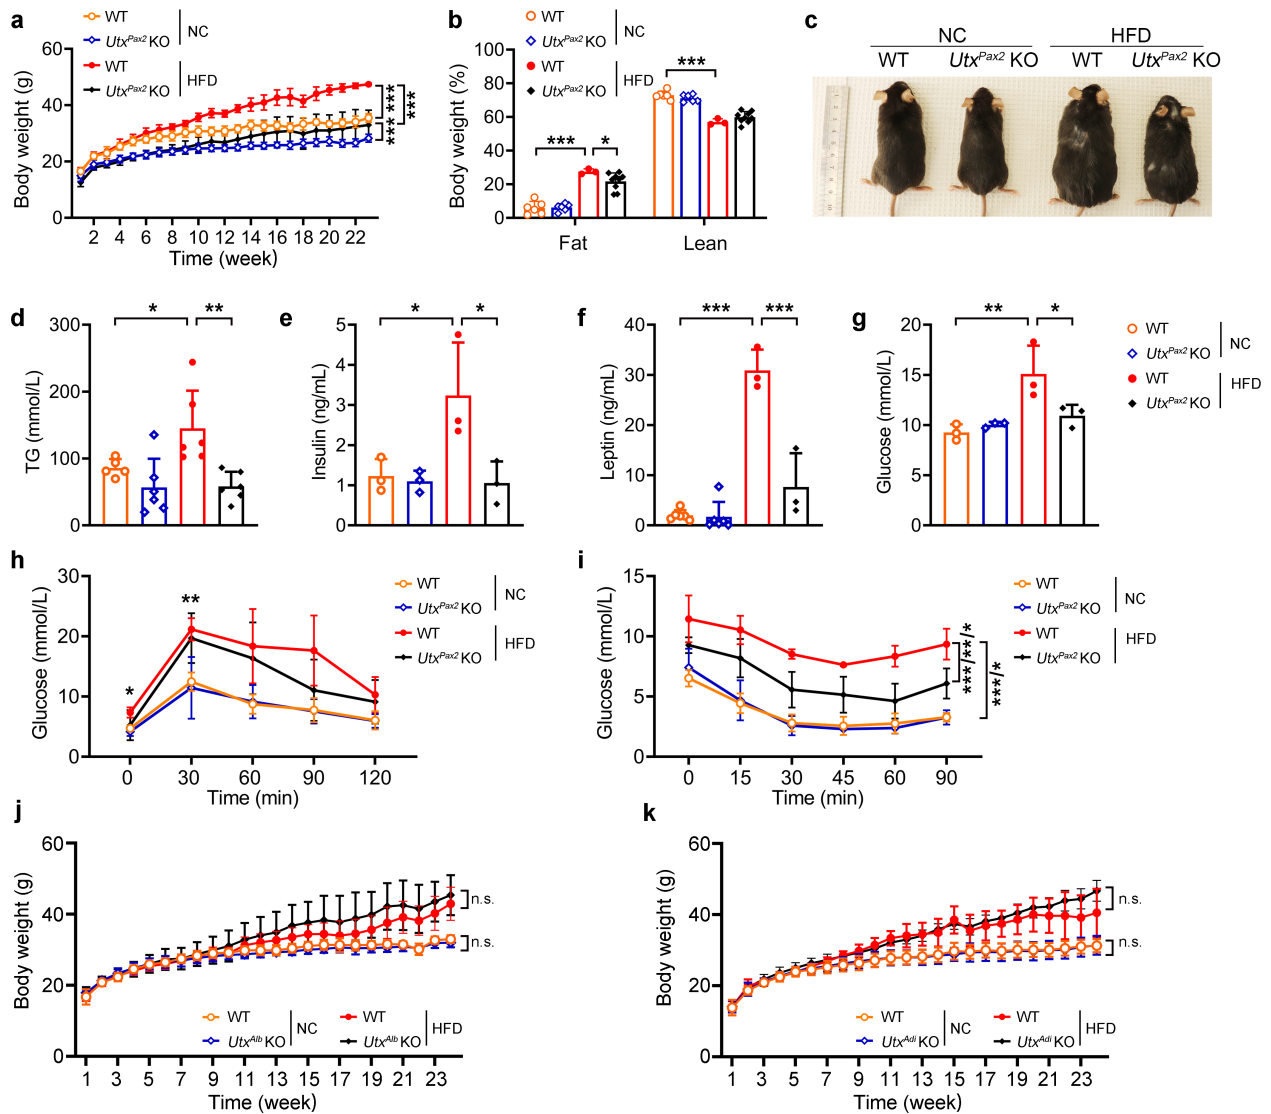 a
WT
Utx^Pax2 KO
NC
WT
Utx^Pax2 KO
HFD
Body weight (g)
60
40
20
0
2 4 6 8 10 12 14 16 18 20 22
Time (week)
***
***
***
b
WT
Utx^Pax2 KO
NC
WT
Utx^Pax2 KO
HFD
Body weight (%)
100
80
60
40
20
0
*** * ***
Fat Lean
c
NC HFD
WT Utx^Pax2 KO WT Utx^Pax2 KO
d
TG (mmol/L)
300
200
100
0
* **
e
Insulin (ng/mL)
5
4
3
2
1
0
* *
f
Leptin (ng/mL)
40
30
20
10
0
*** ***
g
Glucose (mmol/L)
20
15
10
5
0
** *
WT
Utx^Pax2 KO
NC
WT
Utx^Pax2 KO
HFD
h
Glucose (mmol/L)
30
20
10
0
* **
0 30 60 90 120
Time (min)
WT
Utx^Pax2 KO
NC
WT
Utx^Pax2 KO
HFD
i
Glucose (mmol/L)
15
10
5
0
0 15 30 45 60 90
Time (min)
WT
Utx^Pax2 KO
NC
WT
Utx^Pax2 KO
HFD
***/**/*
***/*
j
Body weight (g)
60
40
20
0
1 3 5 7 9 11 13 15 17 19 21 23
Time (week)
n.s.
n.s.
WT
Utx^Alb KO
NC
WT
Utx^Alb KO
HFD
k
Body weight (g)
60
40
20
0
1 3 5 7 9 11 13 15 17 19 21 23
Time (week)
n.s.
n.s.
WT
Utx^Adi KO
NC
WT
Utx^Adi KO
HFD